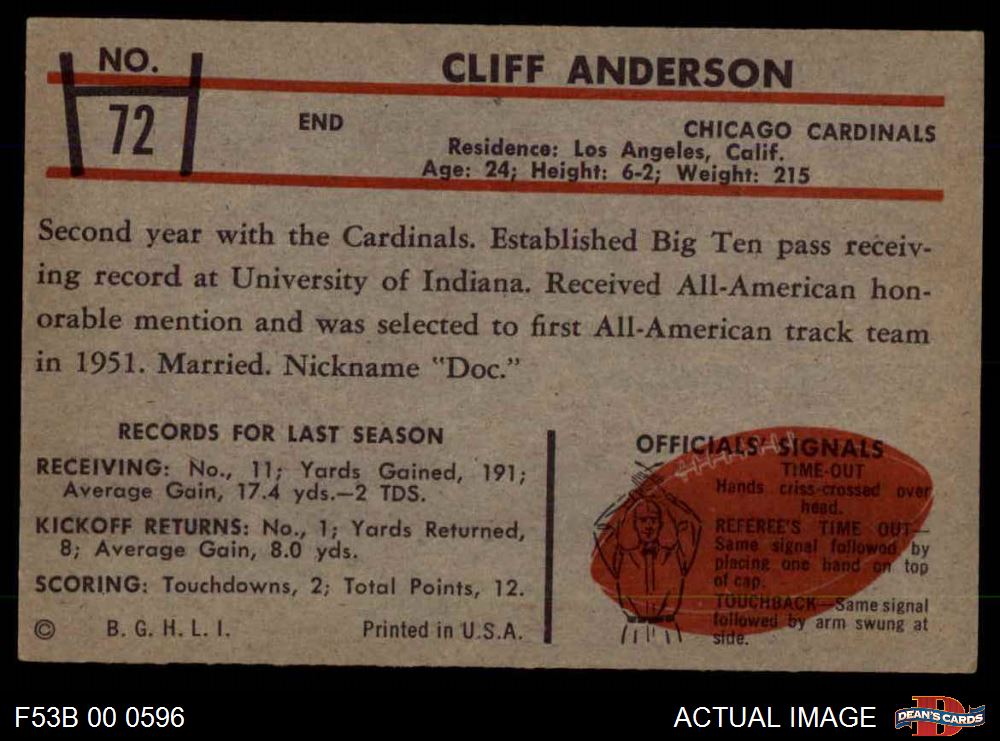 NO.
72
CLIFF ANDERSON
END
CHICAGO CARDINALS
Residence: Los Angeles, Calif.
Age: 24; Height: 6-2; Weight: 215
Second year with the Cardinals. Established Big Ten pass receiv-
ing record at University of Indiana. Received All-American hon-
orable mention and was selected to first All-American track team
in 1951. Married. Nickname "Doc."
RECORDS FOR LAST SEASON
RECEIVING: No., 11; Yards Gained, 191;
Average Gain, 17.4 yds.—2 TDS.
KICKOFF RETURNS: No., 1; Yards Returned,
8; Average Gain, 8.0 yds.
SCORING: Touchdowns, 2; Total Points, 12.
© B. G. H. L. I. Printed in U.S.A.
OFFICIALS' SIGNALS
TIME-OUT
Hands criss-crossed over
head.
REFEREE'S TIME OUT—
Same signal followed by
placing one hand on top
of cap.
TOUCHBACK—Same signal
followed by arm swung at
side.
F53B 00 0596
ACTUAL IMAGE
D
DEAN'S CARDS